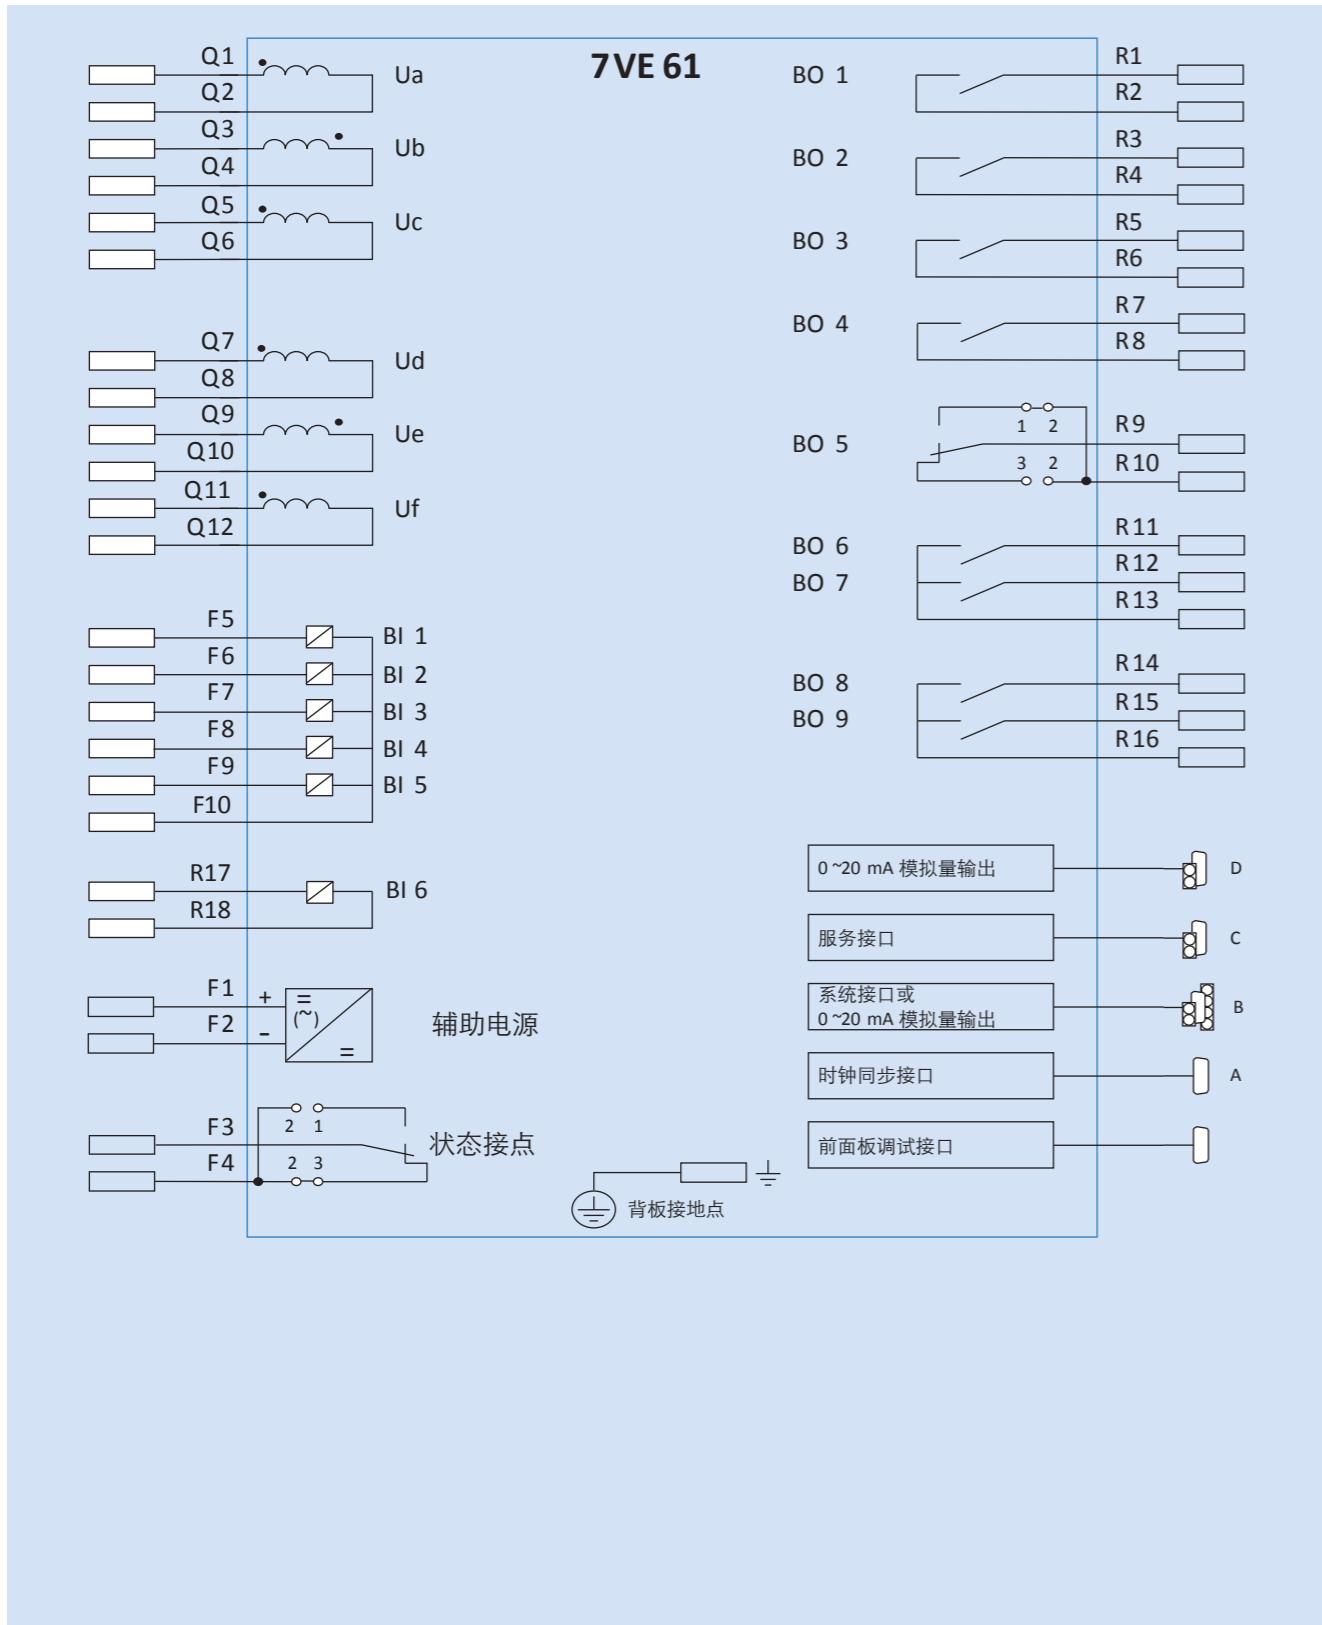 7VE 61
Q1
Q2
Ua
Q3
Q4
Ub
Q5
Q6
Uc
Q7
Q8
Ud
Q9
Q10
Ue
Q11
Q12
Uf
F5
BI 1
F6
BI 2
F7
BI 3
F8
BI 4
F9
BI 5
F10
R17
BI 6
R18
F1
+
=
(~)
F2
-
=
辅助电源
F3
2 1
状态接点
F4
2 3
背板接地点
BO 1
R1
R2
BO 2
R3
R4
BO 3
R5
R6
BO 4
R7
R8
BO 5
1 2
R9
3 2
R10
BO 6
R11
BO 7
R12
R13
BO 8
R14
BO 9
R15
R16
0 ~20 mA 模拟量输出
D
服务接口
C
系统接口或
0 ~20 mA 模拟量输出
B
时钟同步接口
A
前面板调试接口